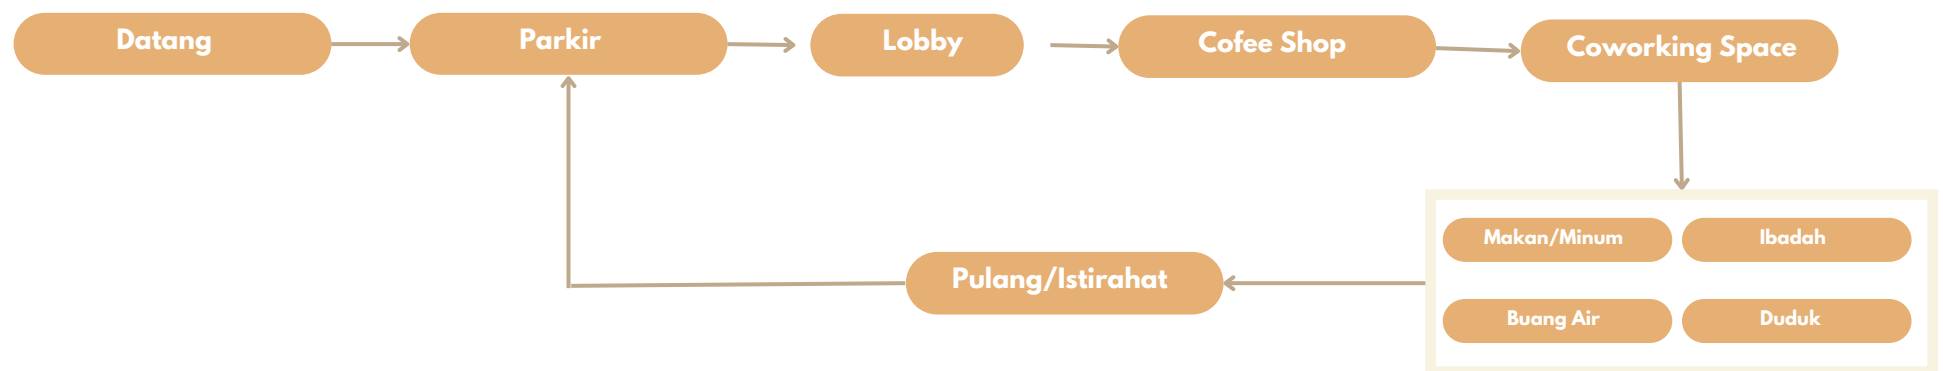 Datang
Parkir
Lobby
Cofee Shop
Coworking Space
Makan/Minum
Ibadah
Buang Air
Duduk
Pulang/Istirahat